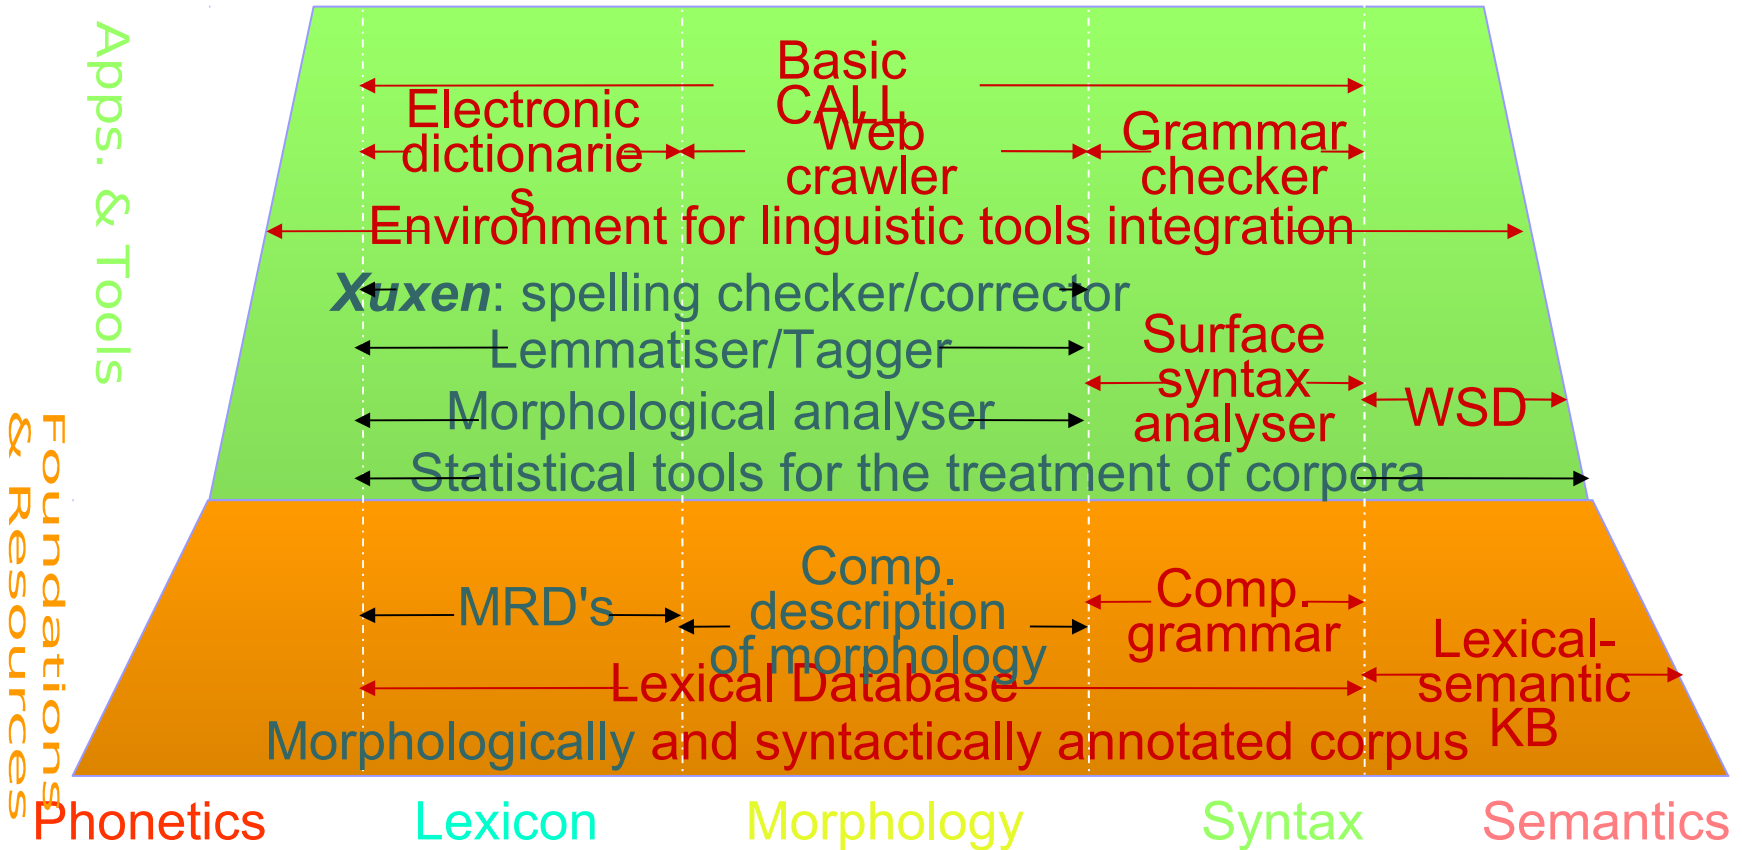 Apps. & Tools
Basic
CALL
Electronic
dictionarie
s
Web
crawler
Grammar
checker
Environment for linguistic tools integration
Xuxen: spelling checker/corrector
Lemmatiser/Tagger
Surface
syntax
analyser
Morphological analyser
WSD
Statistical tools for the treatment of corpora
Foundations
& Resources
MRD's
Comp.
description
of morphology
Comp.
grammar
Lexical-
semantic
KB
Lexical Database
Morphologically and syntactically annotated corpus
Phonetics
Lexicon
Morphology
Syntax
Semantics